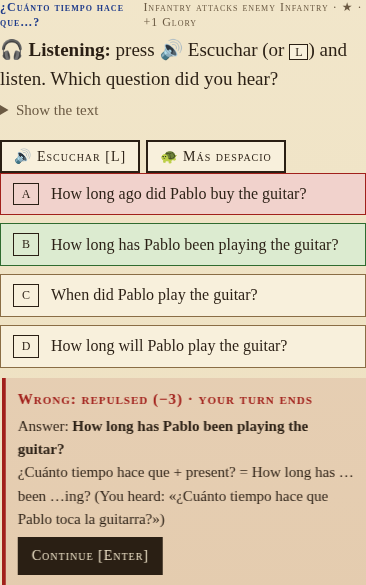 ¿Cuánto tiempo hace que…?
Infantry attacks enemy Infantry · ★ · +1 Glory
🎧 Listening: press 🔊 Escuchar (or L) and
listen. Which question did you hear?
▶ Show the text
🔊 Escuchar [L]
🐢 Más despacio
A How long ago did Pablo buy the guitar?
B How long has Pablo been playing the guitar?
C When did Pablo play the guitar?
D How long will Pablo play the guitar?
Wrong: repulsed (−3) · your turn ends
Answer: How long has Pablo been playing the
guitar?
¿Cuánto tiempo hace que + present? = How long has …
been …ing? (You heard: «¿Cuánto tiempo hace que
Pablo toca la guitarra?»)
Continue [Enter]